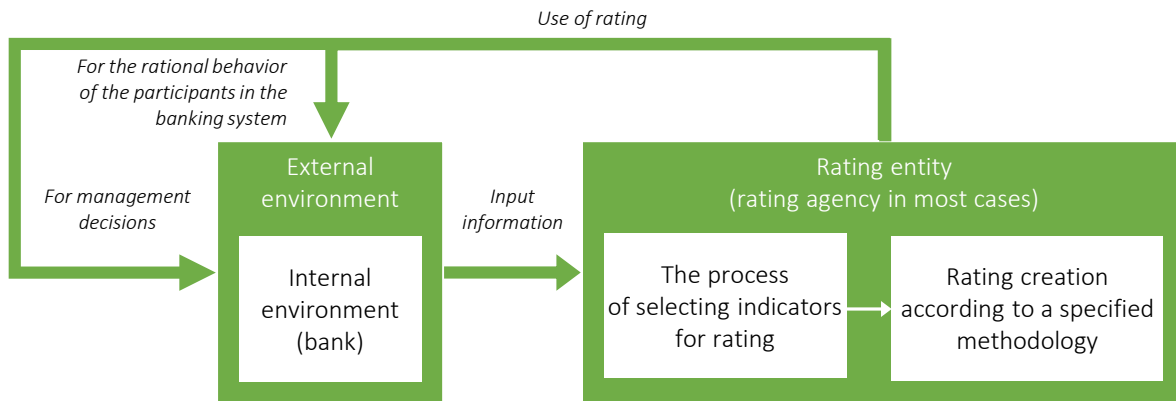 Use of rating
For the rational behavior
of the participants in the
banking system
External
environment
Rating entity
(rating agency in most cases)
For management
decisions
Input
information
Internal
environment
(bank)
The process
of selecting indicators
for rating
Rating creation
according to a specified
methodology